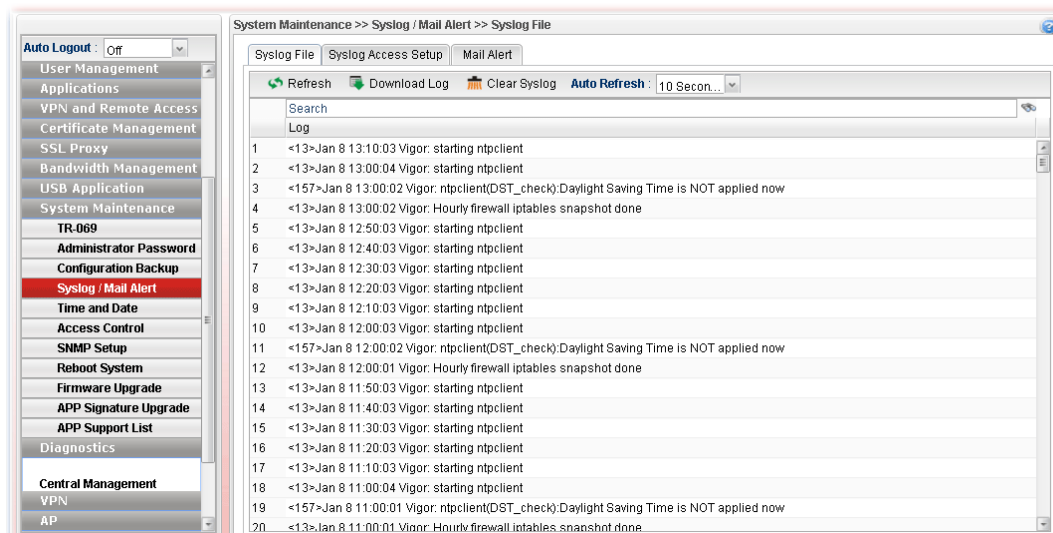 System Maintenance >> Syslog / Mail Alert >> Syslog File
Auto Logout : Off
User Management
Applications
VPN and Remote Access
Certificate Management
SSL Proxy
Bandwidth Management
USB Application
System Maintenance
TR-069
Administrator Password
Configuration Backup
Syslog / Mail Alert
Time and Date
Access Control
SNMP Setup
Reboot System
Firmware Upgrade
APP Signature Upgrade
APP Support List
Diagnostics
Central Management
VPN
AP
Syslog File Syslog Access Setup Mail Alert
Refresh Download Log Clear Syslog Auto Refresh : 10 Secon...
Search
Log
1 <13>Jan 8 13:10:03 Vigor: starting ntpclient
2 <13>Jan 8 13:00:04 Vigor: starting ntpclient
3 <157>Jan 8 13:00:02 Vigor: ntpclient(DST_check):Daylight Saving Time is NOT applied now
4 <13>Jan 8 13:00:02 Vigor: Hourly firewall iptables snapshot done
5 <13>Jan 8 12:50:03 Vigor: starting ntpclient
6 <13>Jan 8 12:40:03 Vigor: starting ntpclient
7 <13>Jan 8 12:30:03 Vigor: starting ntpclient
8 <13>Jan 8 12:20:03 Vigor: starting ntpclient
9 <13>Jan 8 12:10:03 Vigor: starting ntpclient
10 <13>Jan 8 12:00:03 Vigor: starting ntpclient
11 <157>Jan 8 12:00:02 Vigor: ntpclient(DST_check):Daylight Saving Time is NOT applied now
12 <13>Jan 8 12:00:01 Vigor: Hourly firewall iptables snapshot done
13 <13>Jan 8 11:50:03 Vigor: starting ntpclient
14 <13>Jan 8 11:40:03 Vigor: starting ntpclient
15 <13>Jan 8 11:30:03 Vigor: starting ntpclient
16 <13>Jan 8 11:20:03 Vigor: starting ntpclient
17 <13>Jan 8 11:10:03 Vigor: starting ntpclient
18 <13>Jan 8 11:00:04 Vigor: starting ntpclient
19 <157>Jan 8 11:00:01 Vigor: ntpclient(DST_check):Daylight Saving Time is NOT applied now
20 <13>Jan 8 11:00:01 Vigor: Hourly firewall iptables snapshot done